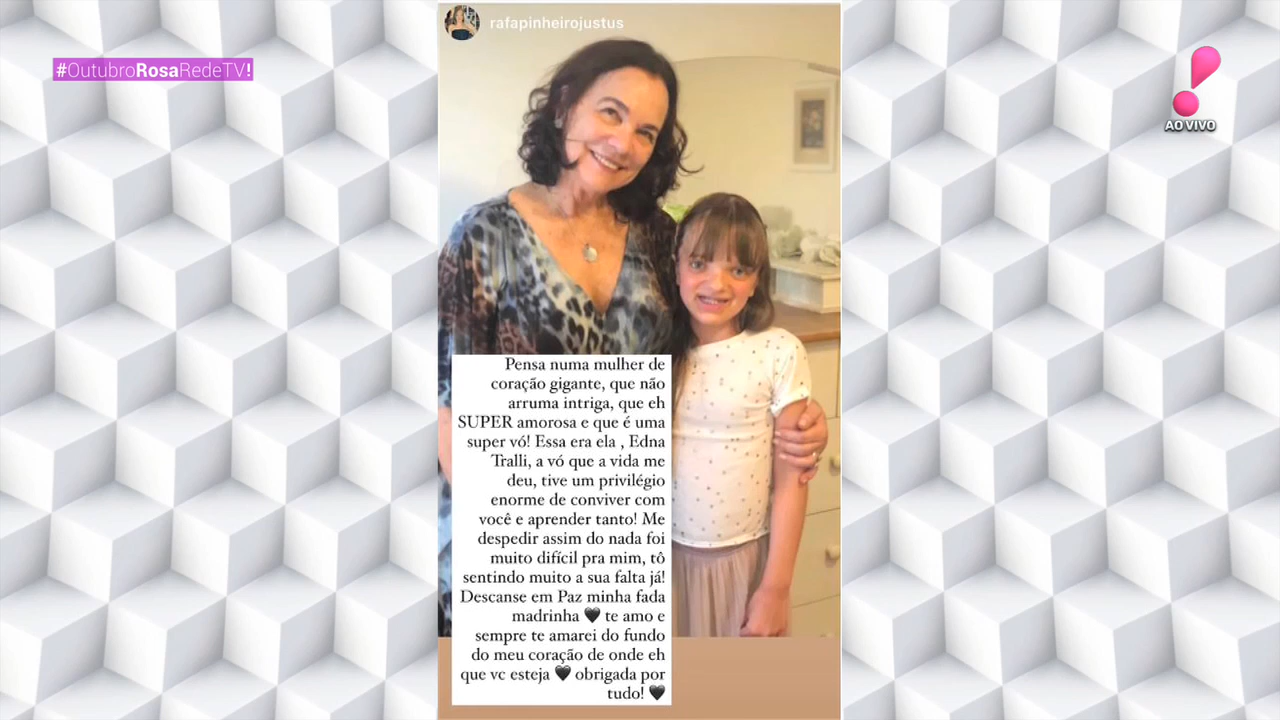 rafapinheirojustus
#OutubroRosaRedeTV!
AO VIVO
Pensa numa mulher de
coração gigante, que não
arruma intriga, que eh
SUPER amorosa e que é uma
super vó! Essa era ela , Edna
Tralli, a vó que a vida me
deu, tive um privilégio
enorme de conviver com
você e aprender tanto! Me
despedir assim do nada foi
muito difícil pra mim, tô
sentindo muito a sua falta já!
Descanse em Paz minha fada
madrinha 🖤 te amo e
sempre te amarei do fundo
do meu coração de onde eh
que vc esteja 🖤 obrigada por
tudo! 🖤